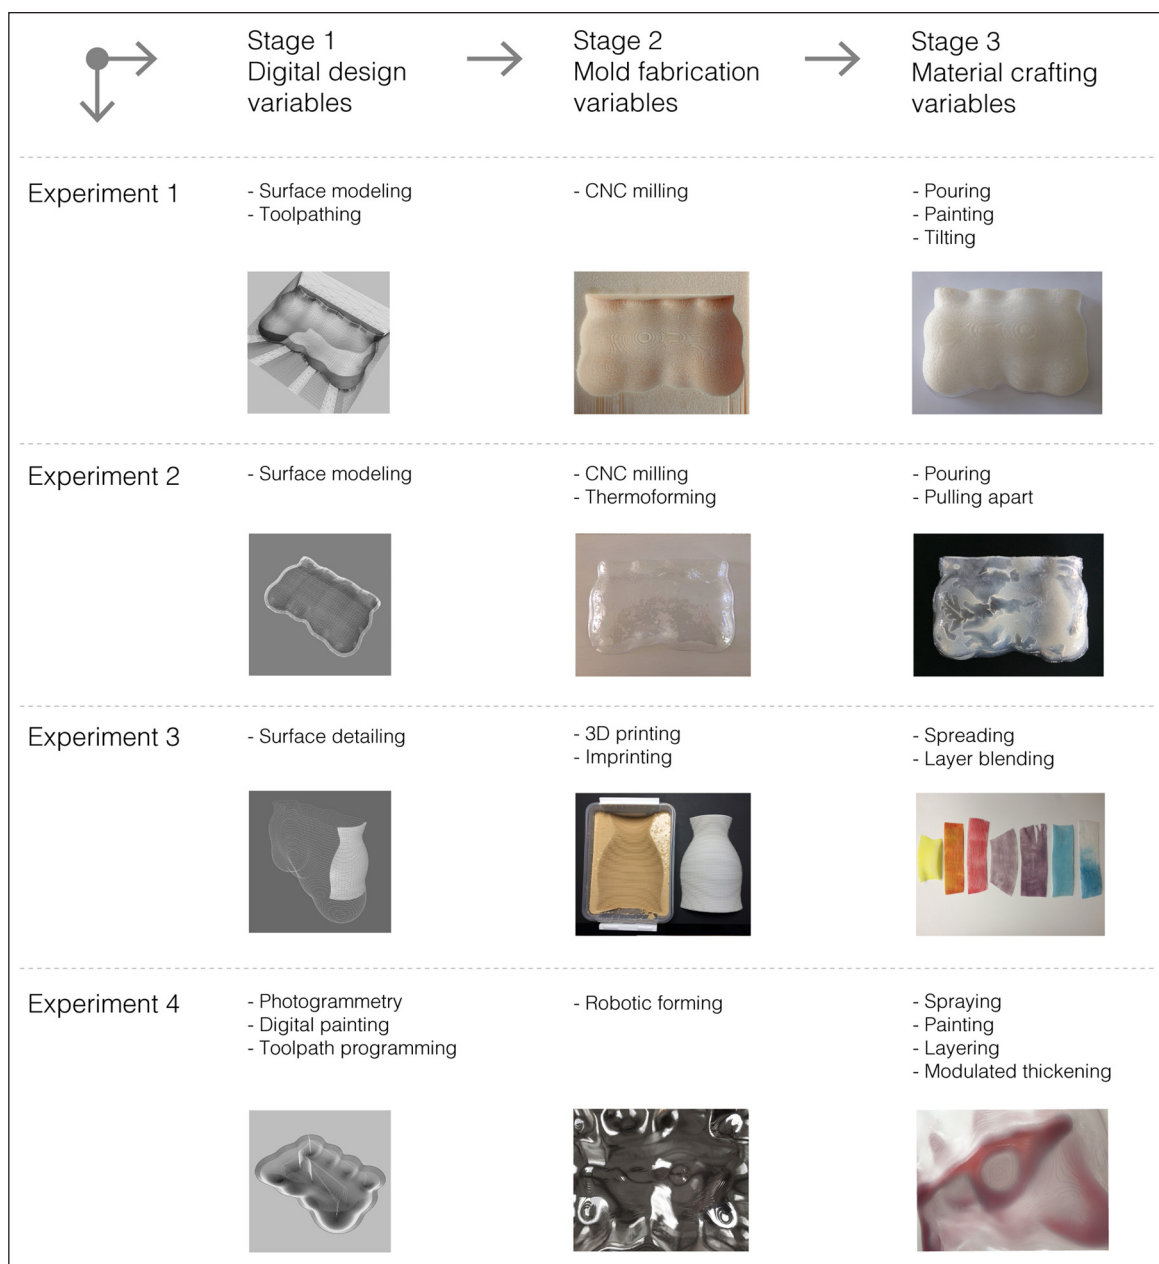 Stage 1
Digital design
variables
Stage 2
Mold fabrication
variables
Stage 3
Material crafting
variables
Experiment 1
- Surface modeling
- Toolpathing
- CNC milling
- Pouring
- Painting
- Tilting
Experiment 2
- Surface modeling
- CNC milling
- Thermoforming
- Pouring
- Pulling apart
Experiment 3
- Surface detailing
- 3D printing
- Imprinting
- Spreading
- Layer blending
Experiment 4
- Photogrammetry
- Digital painting
- Toolpath programming
- Robotic forming
- Spraying
- Painting
- Layering
- Modulated thickening